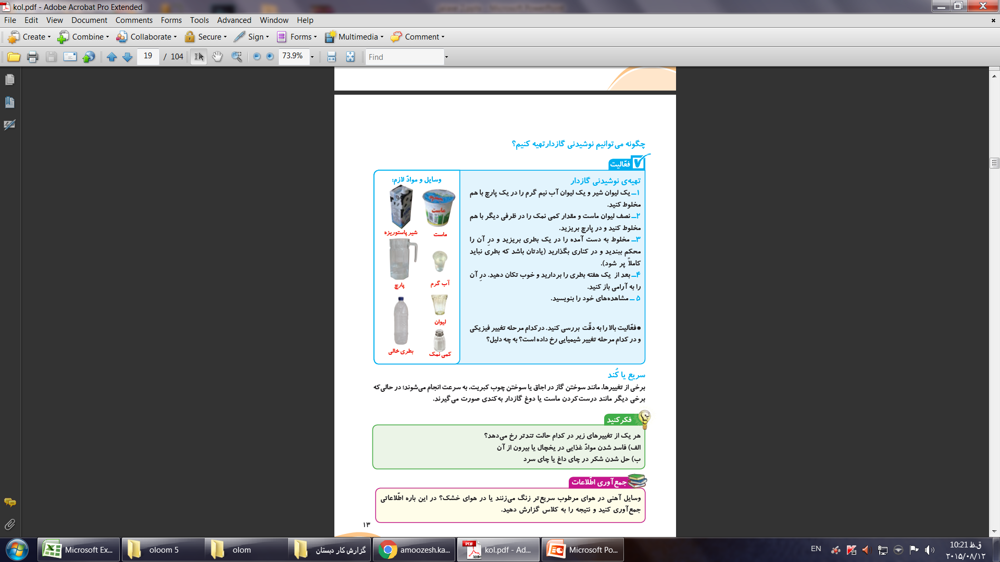 kol.pdf - Adobe Acrobat Pro Extended
File Edit View Document Comments Forms Tools Advanced Window Help
Create Combine Collaborate Secure Sign Forms Multimedia Comment
19 / 104 73.9% Find
چگونه می‌توانیم نوشیدنی گازدار تهیه کنیم؟
فعّالیت
تهیه‌ی نوشیدنی گازدار
۱ــ یک لیوان شیر و یک لیوان آب نیم گرم را در یک پارچ با هم
مخلوط کنید.
۲ــ نصف لیوان ماست و مقدار کمی نمک را در ظرفی دیگر با هم
مخلوط کنید و در پارچ بریزید.
۳ــ مخلوط به دست آمده را در یک بطری بریزید و درِ آن را
محکم ببندید و در کناری بگذارید (یادتان باشد که بطری نباید
کاملاً پر شود).
۴ــ بعد از یک هفته بطری را بردارید و خوب تکان دهید. درِ آن
را به آرامی باز کنید.
۵ ــ مشاهده‌های خود را بنویسید.
● فعّالیت بالا را به دقّت بررسی کنید. در کدام مرحله تغییر فیزیکی
و در کدام مرحله تغییر شیمیایی رخ داده است؟ به چه دلیل؟
وسایل و موادّ لازم:
ماست
ماست
شیر پاستوریزه
آب گرم
پارچ
لیوان
کمی نمک
بطری خالی
سریع یا کُند
برخی از تغییرها، مانند سوختن گاز در اجاق یا سوختن چوب کبریت، به سرعت انجام می‌شوند؛ در حالی‌که
برخی دیگر مانند درست کردن ماست یا دوغ گازدار به کندی صورت می‌گیرند.
فکر کنید
هر یک از تغییرهای زیر در کدام حالت تندتر رخ می‌دهد؟
الف) فاسد شدن موادّ غذایی در یخچال یا بیرون از آن
ب) حل شدن شکر در چای داغ یا چای سرد
جمع‌آوری اطّلاعات
وسایل آهنی در هوای مرطوب سریع‌تر زنگ می‌زنند یا در هوای خشک؟ در این باره اطّلاعاتی
جمع‌آوری کنید و نتیجه را به کلاس گزارش دهید.
۱۳
Microsoft Ex... oloom 5 olom گزارش کار دبستان amoozesh.ka... kol.pdf - Ad... Microsoft Po... EN 10:21 ق.ظ
۲۰۱۵/۰۸/۱۲